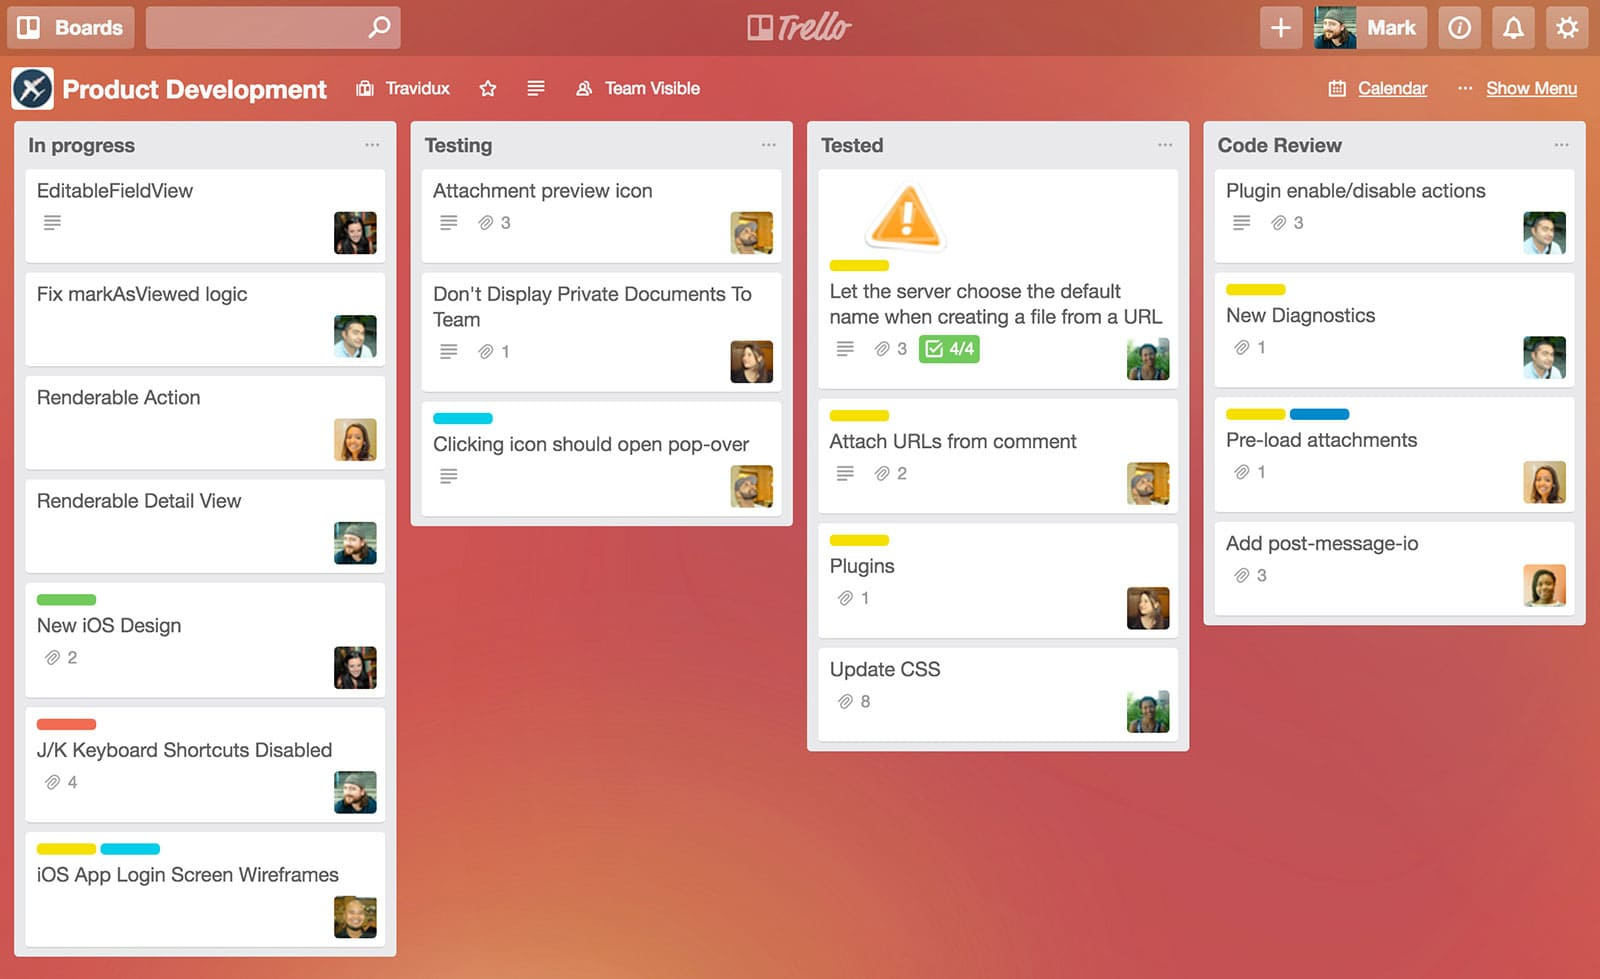 Boards
Trello
Mark
Product Development
Travidux
Team Visible
Calendar
Show Menu
In progress
EditableFieldView
Fix markAsViewed logic
Renderable Action
Renderable Detail View
New iOS Design
2
J/K Keyboard Shortcuts Disabled
4
iOS App Login Screen Wireframes
Testing
Attachment preview icon
3
Don't Display Private Documents To
Team
1
Clicking icon should open pop-over
Tested
Let the server choose the default
name when creating a file from a URL
3 4/4
Attach URLs from comment
2
Plugins
1
Update CSS
8
Code Review
Plugin enable/disable actions
3
New Diagnostics
1
Pre-load attachments
1
Add post-message-io
3